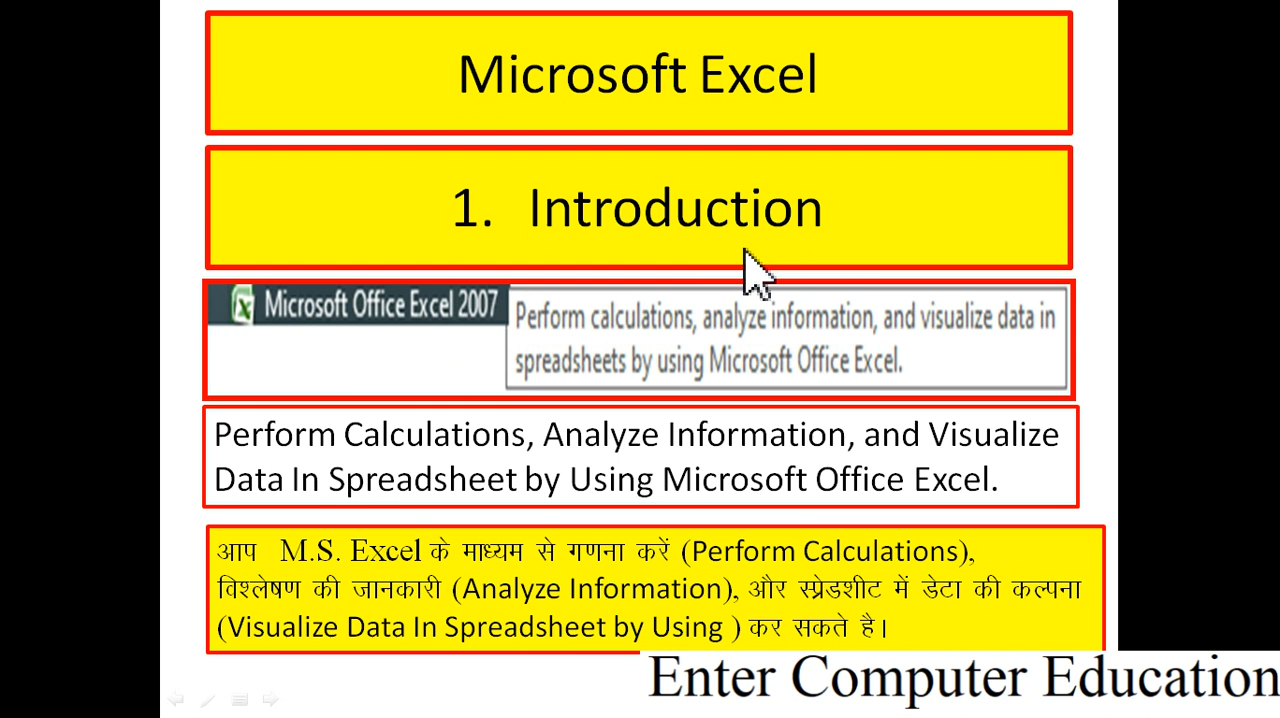 Microsoft Excel
1. Introduction
Microsoft Office Excel 2007
Perform calculations, analyze information, and visualize data in
spreadsheets by using Microsoft Office Excel.
Perform Calculations, Analyze Information, and Visualize
Data In Spreadsheet by Using Microsoft Office Excel.
आप M.S. Excel के माध्यम से गणना करें (Perform Calculations),
विश्लेषण की जानकारी (Analyze Information), और स्प्रेडशीट में डेटा की कल्पना
(Visualize Data In Spreadsheet by Using ) कर सकते है।
Enter Computer Education